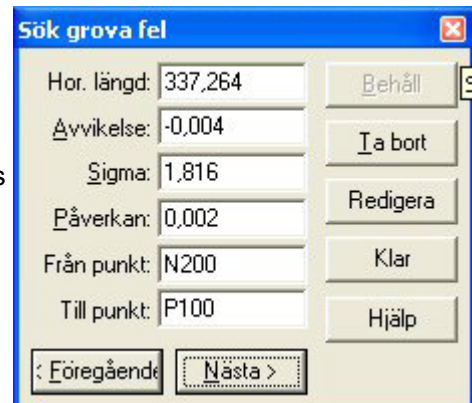 Sök grova fel
Hor. längd: 337,264
Behåll
Avvikelse: -0,004
Ta bort
Sigma: 1,816
Redigera
Påverkan: 0,002
Från punkt: N200
Klar
Till punkt: P100
Hjälp
< Föregående
Nästa >